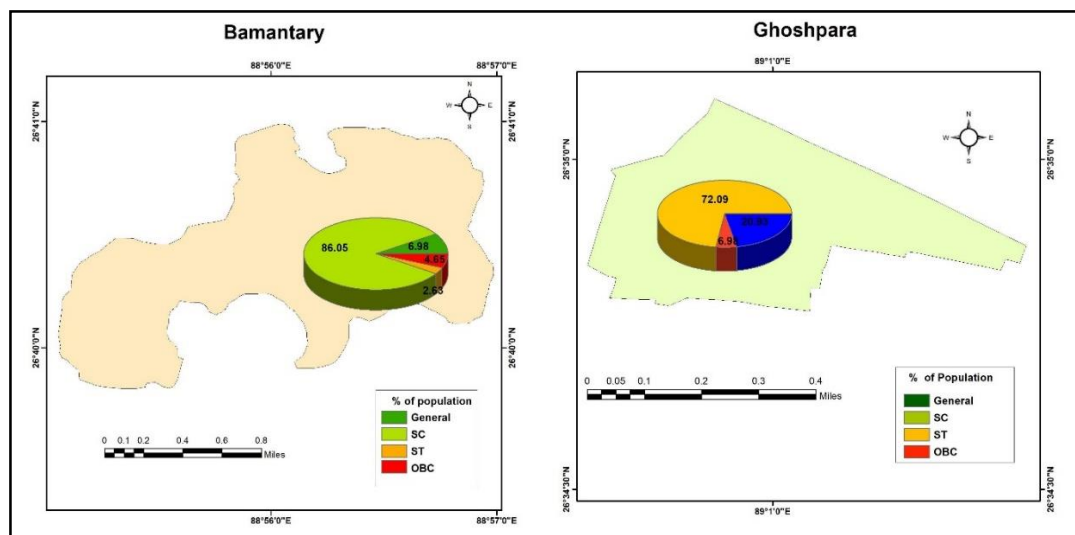 Bamantary
88°56'0"E
88°57'0"E
N
W
E
S
26°41'0"N
26°41'0"N
86.05
6.98
4.65
2.63
26°40'0"N
26°40'0"N
% of population
General
SC
ST
OBC
0 0.1 0.2 0.4 0.6 0.8
Miles
88°56'0"E
88°57'0"E
Ghoshpara
89°1'0"E
N
W
E
S
26°35'0"N
26°35'0"N
72.09
6.98
0 0.05 0.1 0.2 0.3 0.4
Miles
% of Population
General
SC
ST
OBC
26°34'30"N
26°34'30"N
89°1'0"E